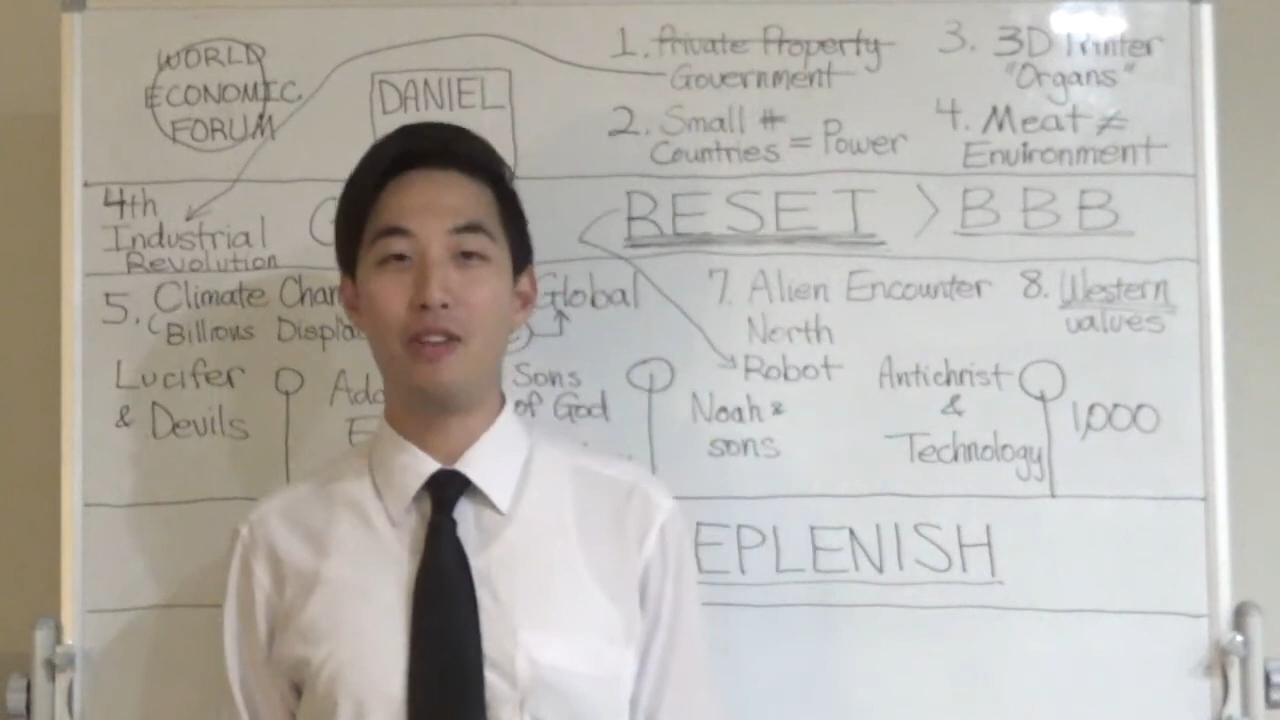 WORLD
ECONOMIC
FORUM
DANIEL
1. Private Property
Government
2. Small #
Countries = Power
3. 3D Printer
"Organs"
4. Meat ≠
Environment
4th
Industrial
Revolution
RESET > BBB
5. Climate Chan
(Billions Displa
Global
7. Alien Encounter
North
Robot
8. Western
values
Lucifer
& Devils
Sons
of God
Noah &
sons
Antichrist
&
Technology
1,000
EPLENISH